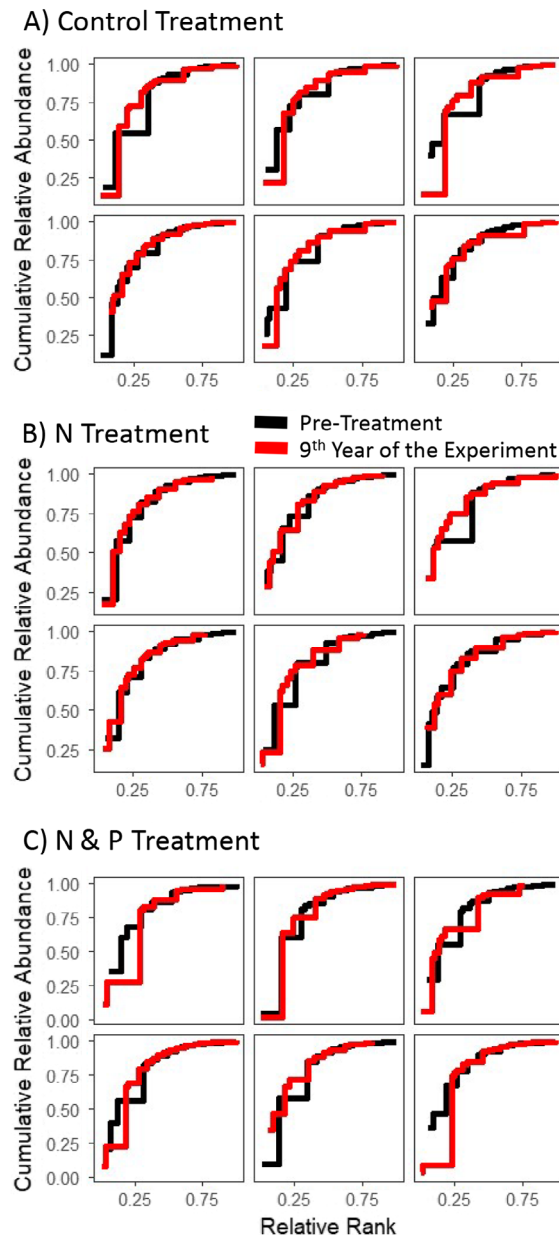 A) Control Treatment
Cumulative Relative Abundance
1.00
0.75
0.50
0.25
1.00
0.75
0.50
0.25
0.25 0.75 0.25 0.75 0.25 0.75
Pre-Treatment
B) N Treatment
9th Year of the Experiment
Cumulative Relative Abundance
1.00
0.75
0.50
0.25
1.00
0.75
0.50
0.25
0.25 0.75 0.25 0.75 0.25 0.75
C) N & P Treatment
Cumulative Relative Abundance
1.00
0.75
0.50
0.25
0.00
1.00
0.75
0.50
0.25
0.00
0.25 0.75 0.25 0.75 0.25 0.75
Relative Rank